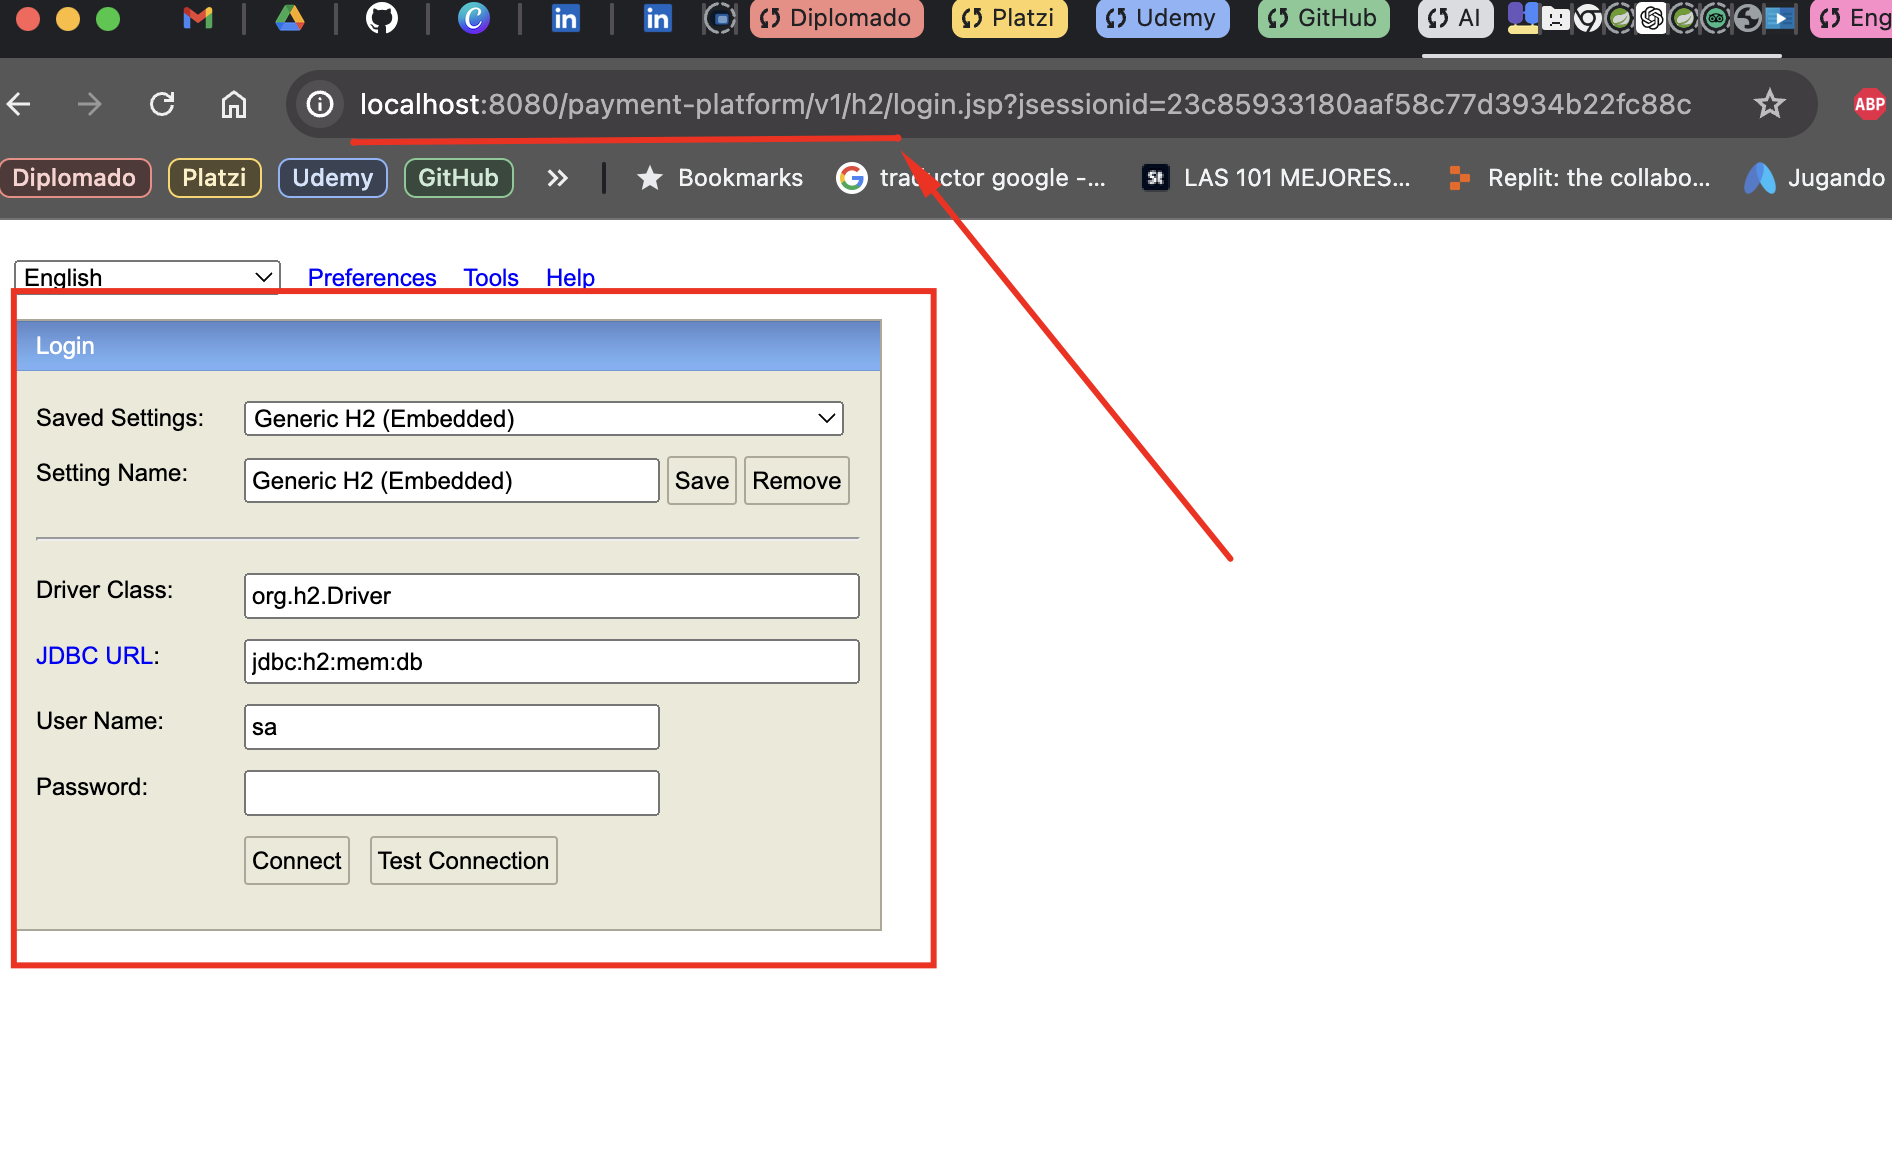 Diplomado Platzi Udemy GitHub AI Eng
localhost:8080/payment-platform/v1/h2/login.jsp?jsessionid=23c85933180aaf58c77d3934b22fc88c
ABP
Diplomado Platzi Udemy GitHub » Bookmarks traductor google -... LAS 101 MEJORES... Replit: the collabo... Jugando
English Preferences Tools Help
Login
Saved Settings: Generic H2 (Embedded)
Setting Name: Generic H2 (Embedded) Save Remove
Driver Class: org.h2.Driver
JDBC URL: jdbc:h2:mem:db
User Name: sa
Password:
Connect Test Connection